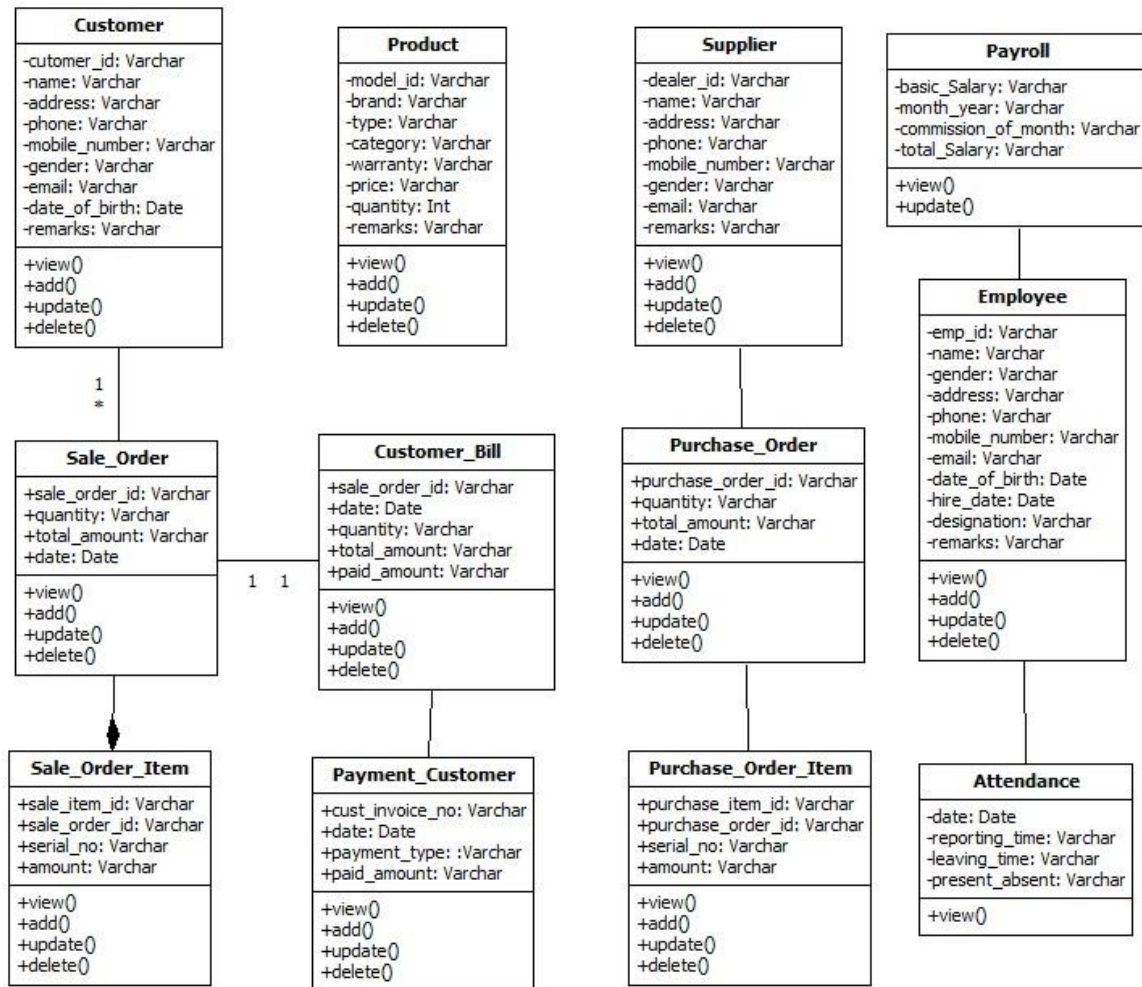 Customer
-cutomer_id: Varchar
-name: Varchar
-address: Varchar
-phone: Varchar
-mobile_number: Varchar
-gender: Varchar
-email: Varchar
-date_of_birth: Date
-remarks: Varchar
+view()
+add()
+update()
+delete()
Product
-model_id: Varchar
-brand: Varchar
-type: Varchar
-category: Varchar
-warranty: Varchar
-price: Varchar
-quantity: Int
-remarks: Varchar
+view()
+add()
+update()
+delete()
Supplier
-dealer_id: Varchar
-name: Varchar
-address: Varchar
-phone: Varchar
-mobile_number: Varchar
-gender: Varchar
-email: Varchar
-remarks: Varchar
+view()
+add()
+update()
+delete()
Payroll
-basic_Salary: Varchar
-month_year: Varchar
-commission_of_month: Varchar
-total_Salary: Varchar
+view()
+update()
Employee
-emp_id: Varchar
-name: Varchar
-gender: Varchar
-address: Varchar
-phone: Varchar
-mobile_number: Varchar
-email: Varchar
-date_of_birth: Date
-hire_date: Date
-designation: Varchar
-remarks: Varchar
+view()
+add()
+update()
+delete()
1
*
Sale_Order
+sale_order_id: Varchar
+quantity: Varchar
+total_amount: Varchar
+date: Date
+view()
+add()
+update()
+delete()
1 1
Customer_Bill
+sale_order_id: Varchar
+date: Date
+quantity: Varchar
+total_amount: Varchar
+paid_amount: Varchar
+view()
+add()
+update()
+delete()
Purchase_Order
+purchase_order_id: Varchar
+quantity: Varchar
+total_amount: Varchar
+date: Date
+view()
+add()
+update()
+delete()
Sale_Order_Item
+sale_item_id: Varchar
+sale_order_id: Varchar
+serial_no: Varchar
+amount: Varchar
+view()
+add()
+update()
+delete()
Payment_Customer
+cust_invoice_no: Varchar
+date: Date
+payment_type: :Varchar
+paid_amount: Varchar
+view()
+add()
+update()
+delete()
Purchase_Order_Item
+purchase_item_id: Varchar
+purchase_order_id: Varchar
+serial_no: Varchar
+amount: Varchar
+view()
+add()
+update()
+delete()
Attendance
-date: Date
-reporting_time: Varchar
-leaving_time: Varchar
-present_absent: Varchar
+view()